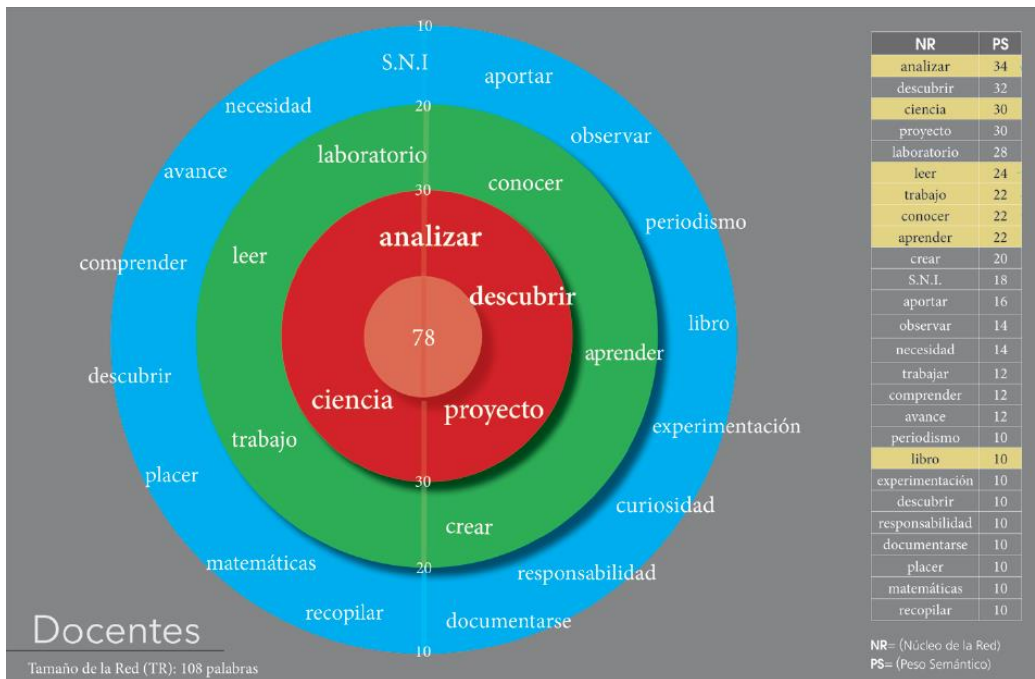 10
S.N.I
aportar
necesidad
20
observar
laboratorio
conocer
avance
30
periodismo
analizar
leer
comprender
descubrir
libro
78
aprender
descubrir
ciencia
proyecto
experimentación
trabajo
placer
30
curiosidad
crear
matemáticas
20
responsabilidad
recopilar
documentarse
10
Docentes
Tamaño de la Red (TR): 108 palabras
NR PS
analizar 34
descubrir 32
ciencia 30
proyecto 30
laboratorio 28
leer 24
trabajo 22
conocer 22
aprender 22
crear 20
S.N.I. 18
aportar 16
observar 14
necesidad 14
trabajar 12
comprender 12
avance 12
periodismo 10
libro 10
experimentación 10
descubrir 10
responsabilidad 10
documentarse 10
placer 10
matemáticas 10
recopilar 10
NR= (Núcleo de la Red)
PS= (Peso Semántico)